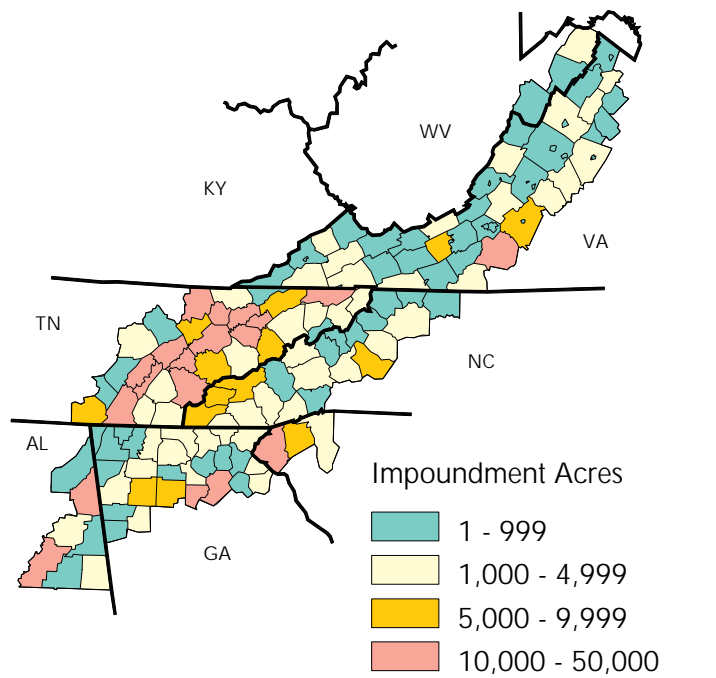 WV
KY
VA
TN
NC
AL
Impoundment Acres
1 - 999
GA
1,000 - 4,999
5,000 - 9,999
10,000 - 50,000